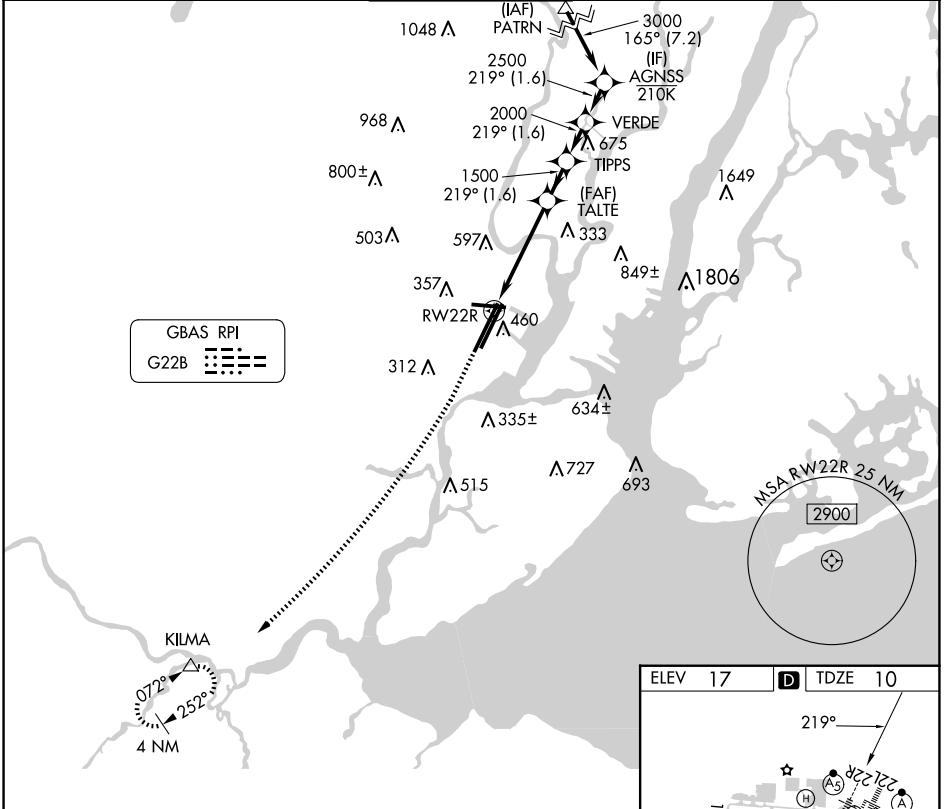 (IAF)
PATRN
3000
165° (7.2)
1048
2500
219° (1.6)
(IF)
AGNSS
210K
2000
219° (1.6)
VERDE
968
675
TIPPS
800±
1500
219° (1.6)
1649
(FAF)
TALTE
503
597
333
849±
1806
357
RW22R
460
GBAS RPI
G22B
312
335±
634±
727
693
515
MSA RW22R 25 NM
2900
KILMA
072°
252°
4 NM
ELEV 17
D
TDZE 10
219°
22L
22R
A5
H
A